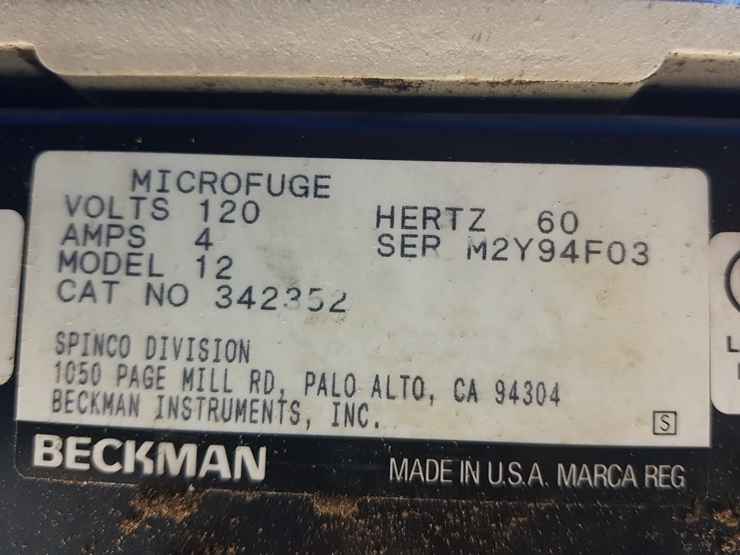 MICROFUGE
VOLTS 120 HERTZ 60
AMPS 4 SER M2Y94F03
MODEL 12
CAT NO 342352
SPINCO DIVISION
1050 PAGE MILL RD, PALO ALTO, CA 94304
BECKMAN INSTRUMENTS, INC.
S
BECKMAN MADE IN U.S.A. MARCA REG